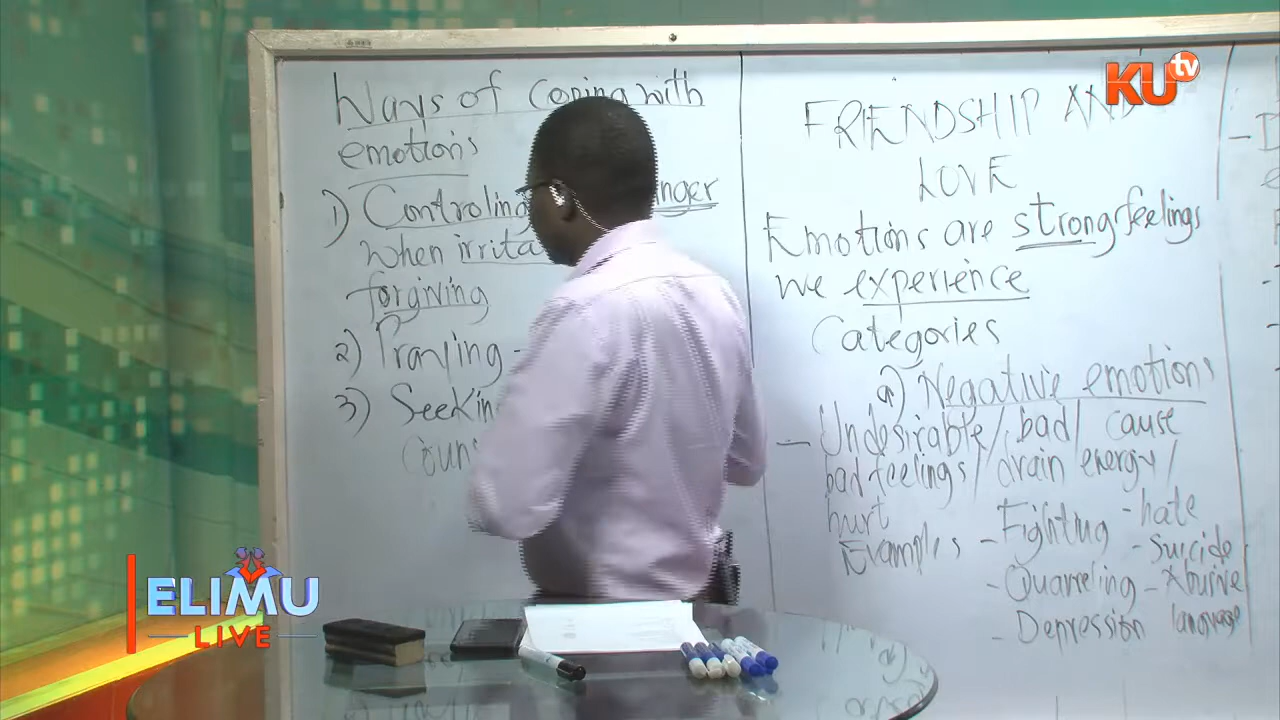 Ways of Coping with
emotions
1) Controling
when
forgiving
2) Praying -
3)
FRIENDSHIP AND
LOVE
Emotions are strong feelings
we experience
Categories
a) Negative emotions
- Undesirable/ bad/ cause
bad feelings/ drain energy/
hurt
Examples - Fighting - hate
- Suicide
- Quarreling - Abusive
- Depression language
KU tv
ELIMU
LIVE